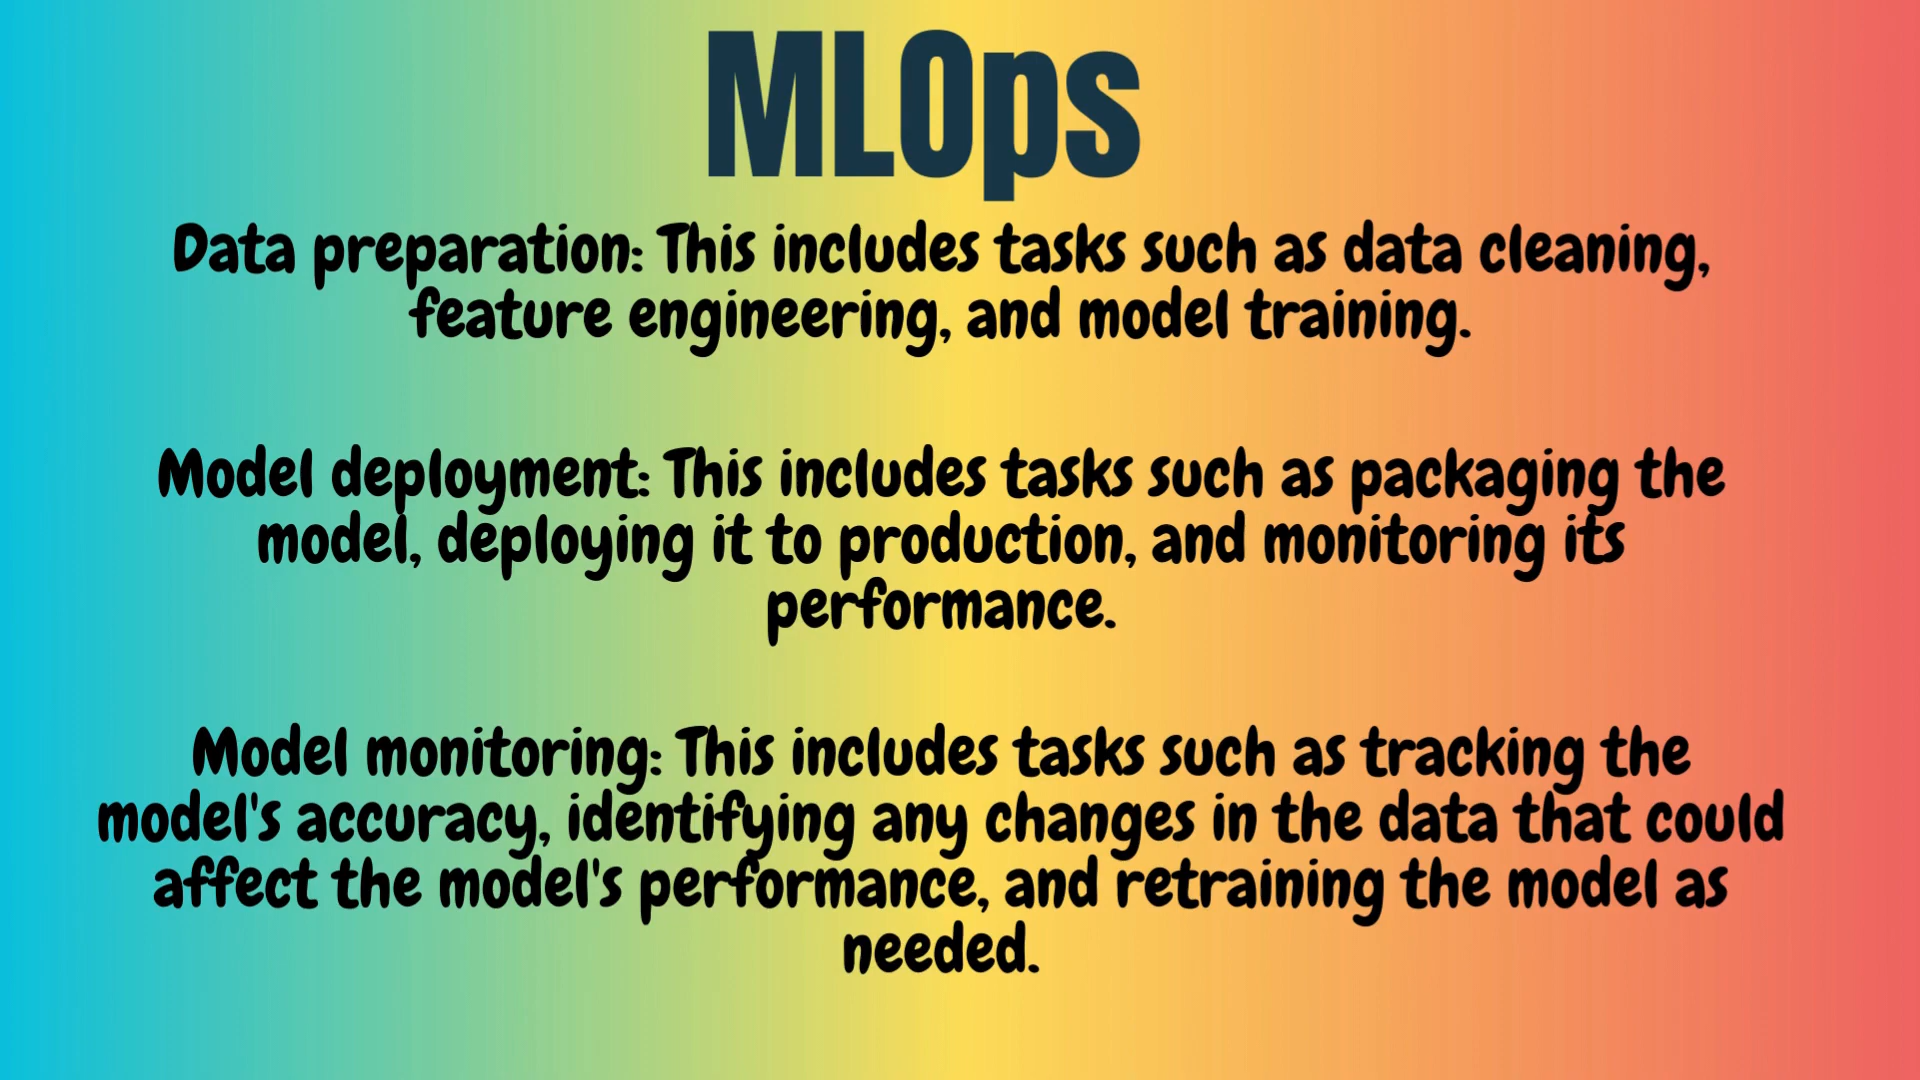 MLOps
Data preparation: This includes tasks such as data cleaning,
feature engineering, and model training.
Model deployment: This includes tasks such as packaging the
model, deploying it to production, and monitoring its
performance.
Model monitoring: This includes tasks such as tracking the
model's accuracy, identifying any changes in the data that could
affect the model's performance, and retraining the model as
needed.